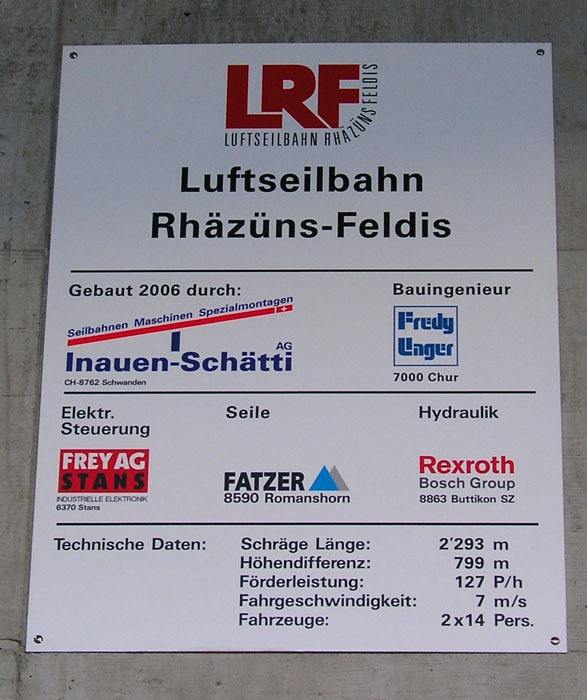 LRF
LUFTSEILBAHN RHÄZÜNS FELDIS
Luftseilbahn
Rhäzüns-Feldis
Gebaut 2006 durch:
Seilbahnen Maschinen Spezialmontagen
Inauen-Schätti AG
CH-8762 Schwanden
Bauingenieur
Fredy
Unger
7000 Chur
Elektr.
Steuerung
FREY AG
STANS
INDUSTRIELLE ELEKTRONIK
6370 Stans
Seile
FATZER
8590 Romanshorn
Hydraulik
Rexroth
Bosch Group
8863 Buttikon SZ
Technische Daten:
Schräge Länge: 2'293 m
Höhendifferenz: 799 m
Förderleistung: 127 P/h
Fahrgeschwindigkeit: 7 m/s
Fahrzeuge: 2x14 Pers.